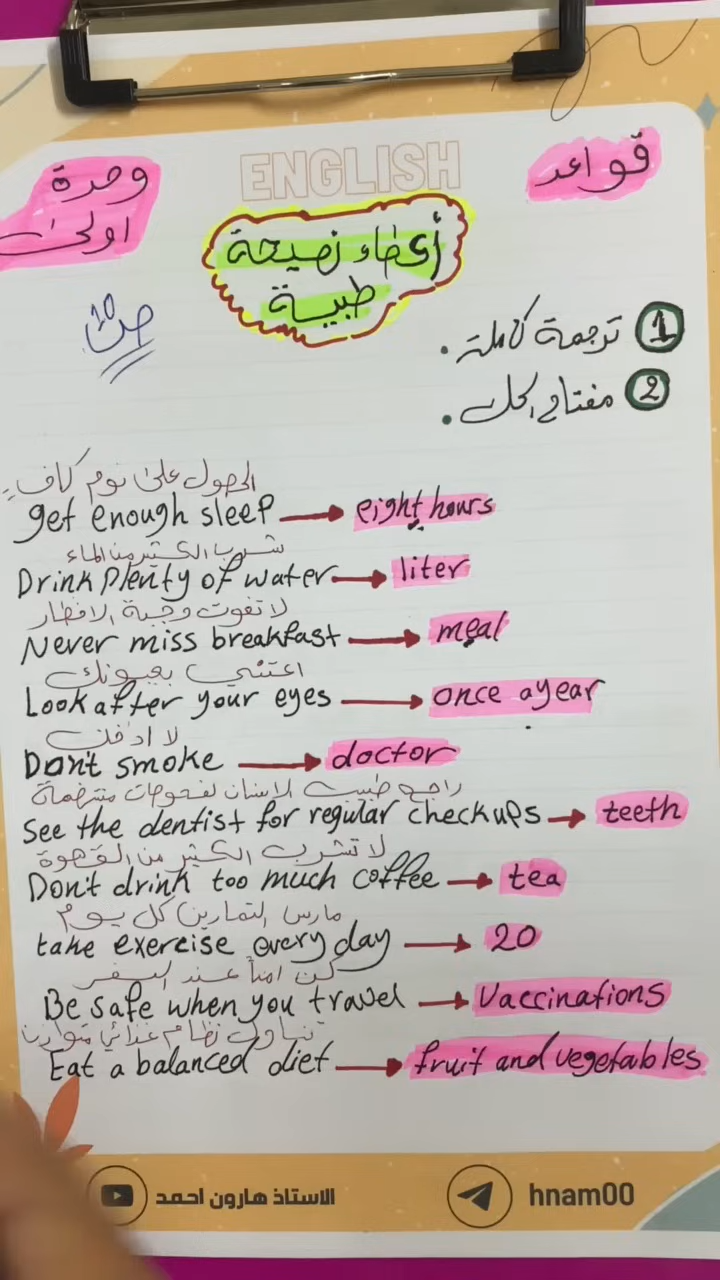 ENGLISH
قواعد
وحدة
اولى
أعطاء نصيحة
طبية
ص10
1 ترجمة كاملة.
2 مفتاح الحل.
الحصول على نوم كافٍ
get enough sleep → eight hours
شرب الكثير من الماء
Drink plenty of water → liter
لا تفوت وجبة الافطار
Never miss breakfast → meal
اعتني بعيونك
Look after your eyes → once a year
Don't smoke → doctor
راجع طبيب الاسنان لفحوصات منتظمة
See the dentist for regular checkups → teeth
لا تشرب الكثير من القهوة
Don't drink too much coffee → tea
مارس التمارين كل يوم
take exercise every day → 20
كن امناً عند السفر
Be safe when you travel → Vaccinations
تناول نظام غذائي متوازن
Eat a balanced diet → fruit and vegetables
الاستاذ هارون احمد
hnam00